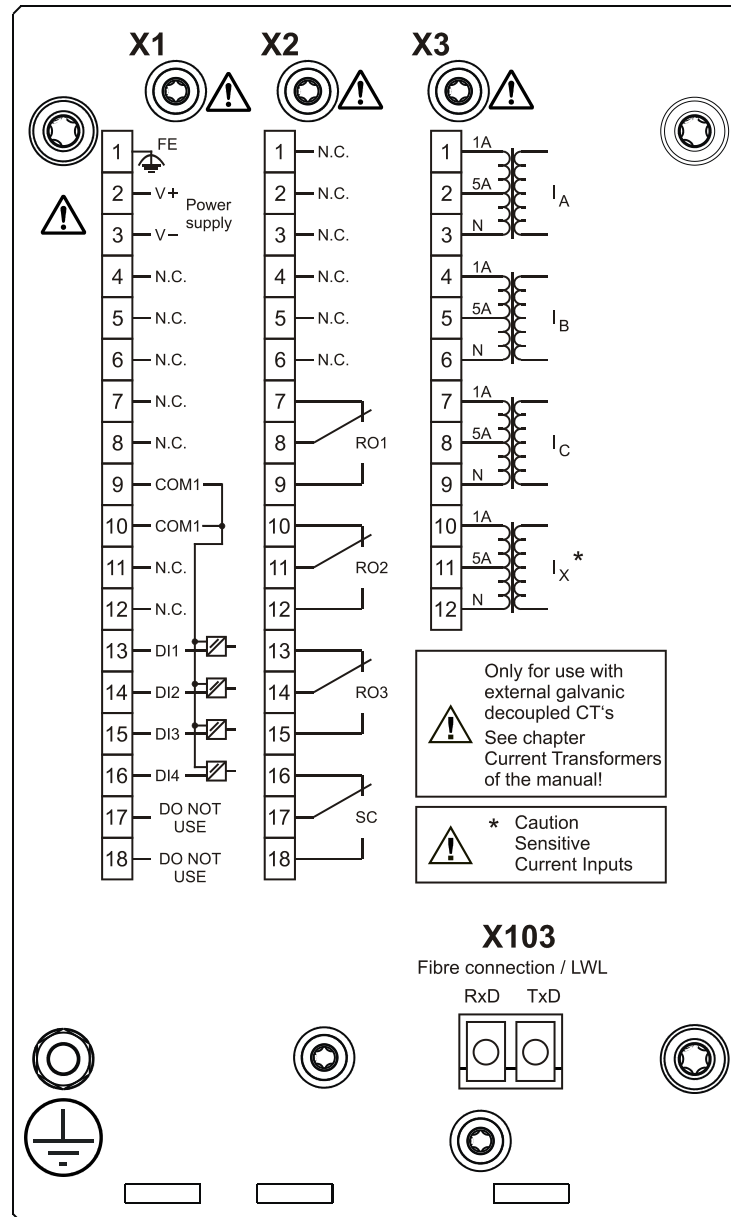 X1 X2 X3
1 FE
2 V+
Power
supply
3 V−
4 N.C.
5 N.C.
6 N.C.
7 N.C.
8 N.C.
9 COM1
10 COM1
11 N.C.
12 N.C.
13 DI1
14 DI2
15 DI3
16 DI4
17 DO NOT
USE
18 DO NOT
USE
1 N.C.
2 N.C.
3 N.C.
4 N.C.
5 N.C.
6 N.C.
7
8 RO1
9
10
11 RO2
12
13
14 RO3
15
16
17 SC
18
1 1A
2 5A IA
3 N
4 1A
5 5A IB
6 N
7 1A
8 5A IC
9 N
10 1A
11 5A IX*
12 N
Only for use with
external galvanic
decoupled CT‘s
See chapter
Current Transformers
of the manual!
* Caution
Sensitive
Current Inputs
X103
Fibre connection / LWL
RxD TxD